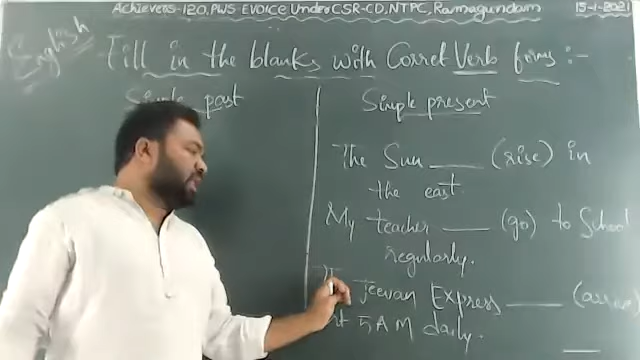 Achievers-120, PWS EVOICE Under CSR-CD, NTPC, Ramagundam 15-1-2021
English
Fill in the blanks with Corret Verb forms :-
Simple past
Simple present
The Sun ____ (rise) in
the east.
My teacher ____ (go) to School
regularly.
Jeevan Express ____
5 AM daily.